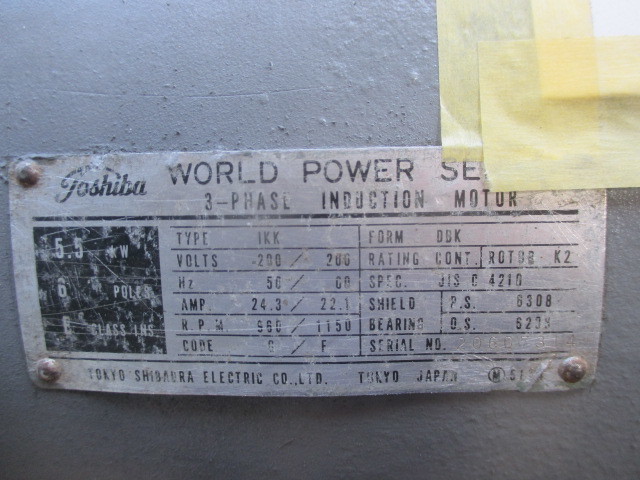 Toshiba WORLD POWER SE
3-PHASE INDUCTION MOTOR
5.5 KW
6 POLES
E CLASS INS
TYPE IKK FORM DBK
VOLTS 200 / 200 RATING CONT. ROTOR K2
Hz 50 / 60 SPEC. JIS C 4210
AMP. 24.3 / 22.1 SHIELD P.S. 6308
R.P.M. 960 / 1150 BEARING O.S.
CODE G / F SERIAL NO.
TOKYO SHIBAURA ELECTRIC CO.,LTD. TOKYO JAPAN